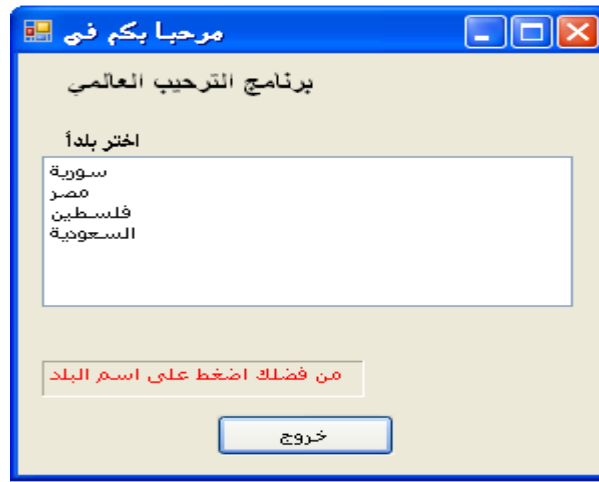 مرحبا بكم في
برنامج الترحيب العالمي
اختر بلدأ
سورية
مصر
فلسطين
السعودية
من فضلك اضغط على اسم البلد
خروج